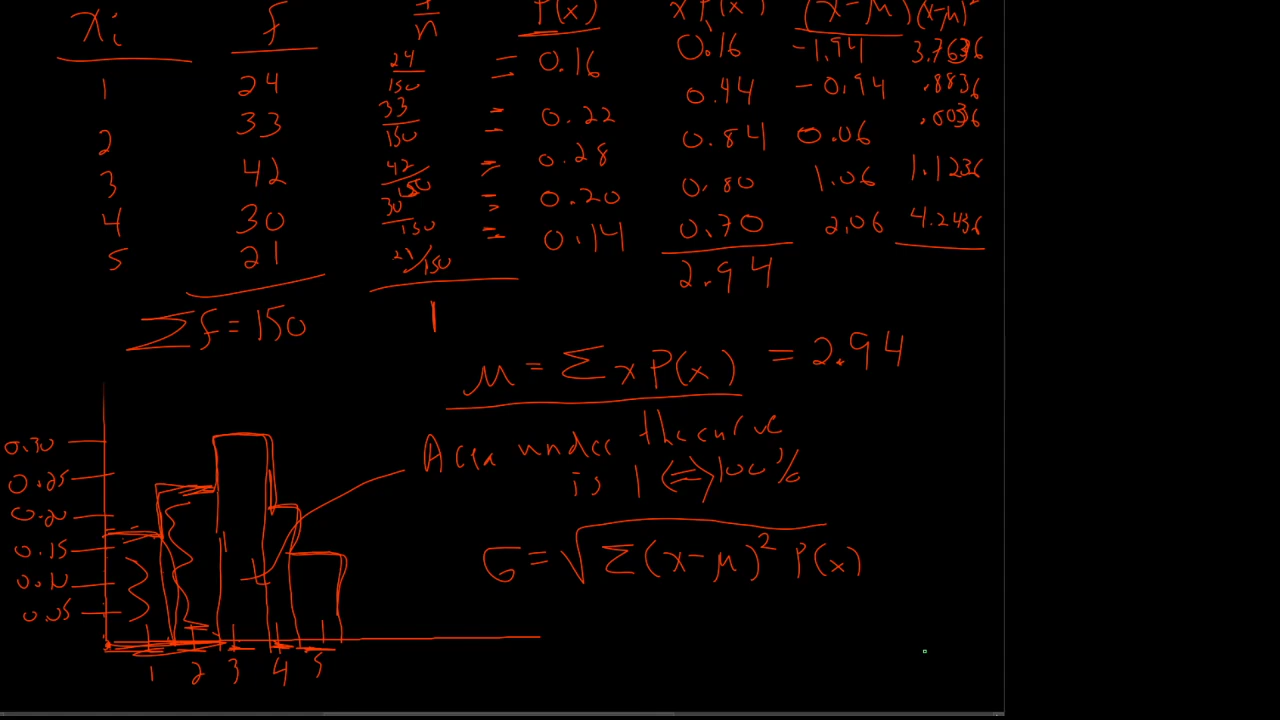 xi f f/n P(x) x P(x) (x-μ) (x-μ)²
1 24 24/150 = 0.16 0.16 -1.94 3.7636
2 33 33/150 = 0.22 0.44 -0.94 .8836
3 42 42/150 = 0.28 0.84 0.06 .0036
4 30 30/150 = 0.20 0.80 1.06 1.1236
5 21 21/150 = 0.14 0.70 2.06 4.2436
2.94
Σf = 150 1
μ = Σ x P(x) = 2.94
Area under the curve
is 1 <=> 100%
σ = √Σ(x-μ)² P(x)
0.30
0.25
0.20
0.15
0.10
0.05
1 2 3 4 5